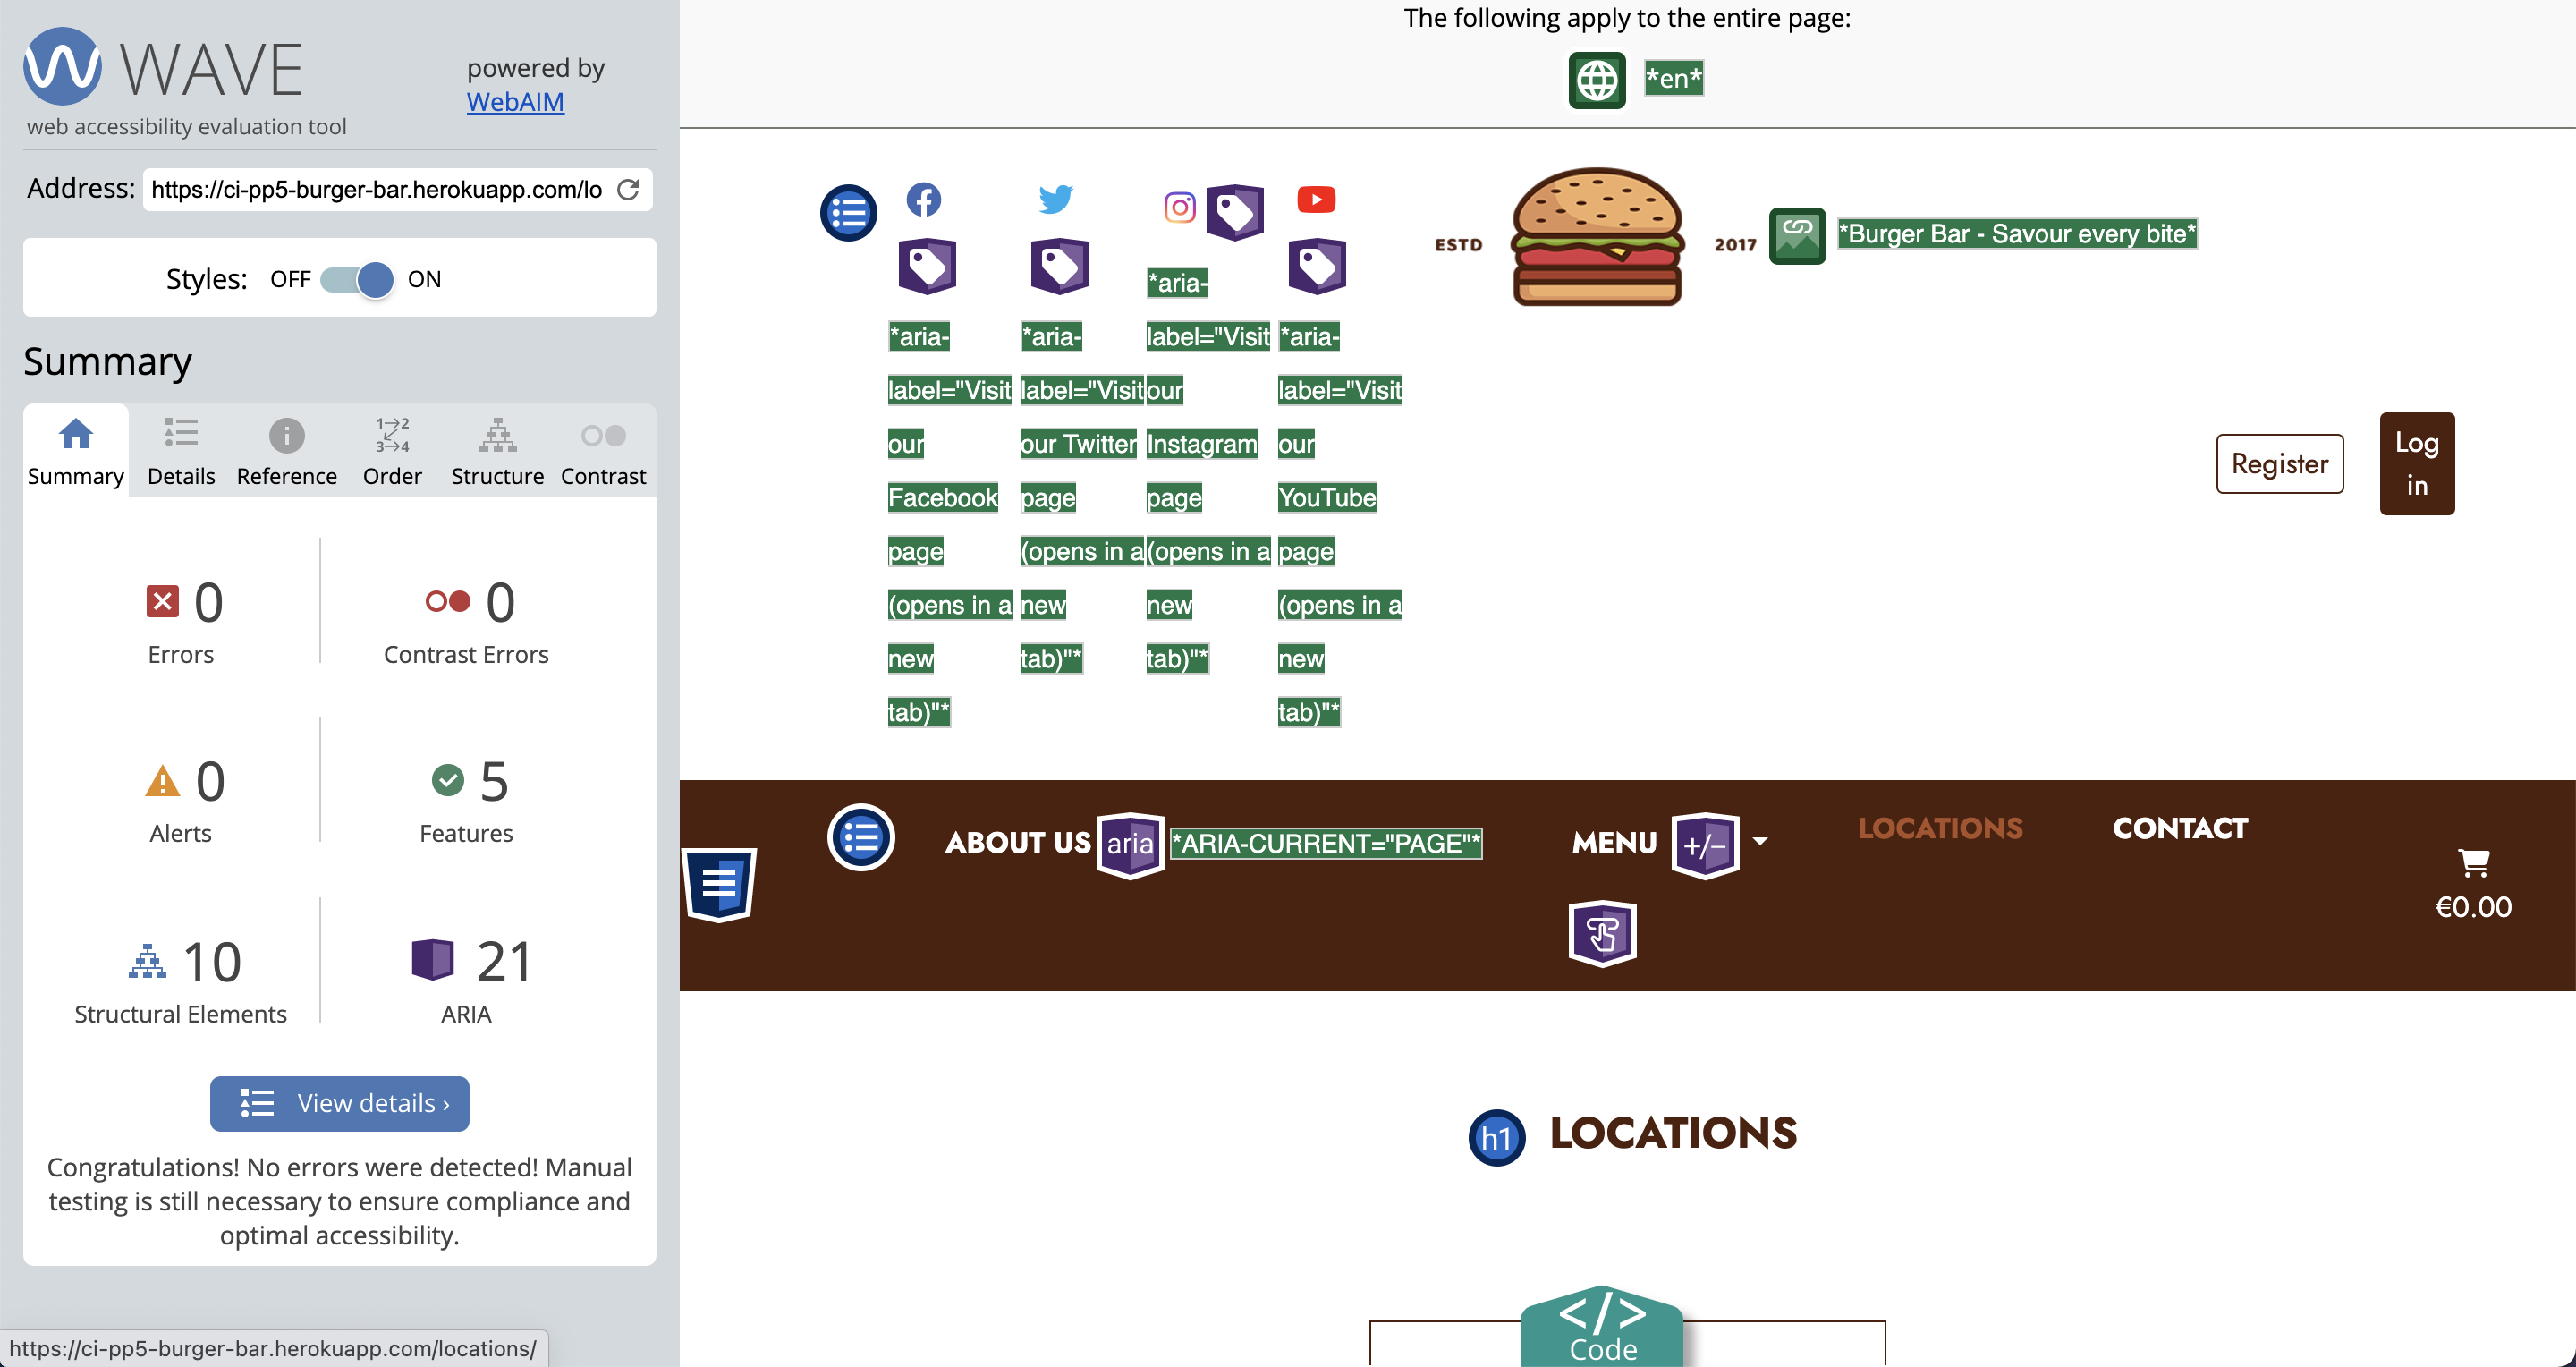 WAVE
powered by
WebAIM
web accessibility evaluation tool
Address: https://ci-pp5-burger-bar.herokuapp.com/lo
Styles: OFF ON
Summary
1→2
3→4
Summary Details Reference Order Structure Contrast
0
Errors
0
Contrast Errors
0
Alerts
5
Features
10
Structural Elements
21
ARIA
View details ›
Congratulations! No errors were detected! Manual
testing is still necessary to ensure compliance and
optimal accessibility.
https://ci-pp5-burger-bar.herokuapp.com/locations/
The following apply to the entire page:
*en*
*aria-
label="Visit
our
Facebook
page
(opens in a
new
tab)"*
*aria-
label="Visit
our Twitter
page
(opens in a
new
tab)"*
*aria-
label="Visit
our
Instagram
page
(opens in a
new
tab)"*
*aria-
label="Visit
our
YouTube
page
(opens in a
new
tab)"*
ESTD 2017
*Burger Bar - Savour every bite*
Register
Log
in
ABOUT US aria *ARIA-CURRENT="PAGE"* MENU +/− LOCATIONS CONTACT
€0.00
h1 LOCATIONS
</>
Code